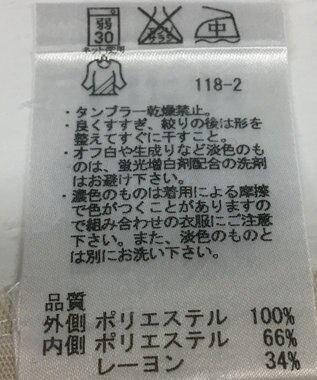 弱
30
ネット使用
中
118-2
・タンブラー乾燥禁止。
・良くすすぎ、絞りの後は形を
整えてすぐに干すこと。
・オフ白や生成りなど淡色のも
のは、蛍光増白剤配合の洗剤
はお避け下さい。
・濃色のものは着用による摩擦
で色がつくことがありますの
で組み合わせの衣服にご注意
下さい。また、淡色のものと
は別にお洗い下さい。
品質
外側 ポリエステル 100%
内側 ポリエステル 66%
レーヨン 34%